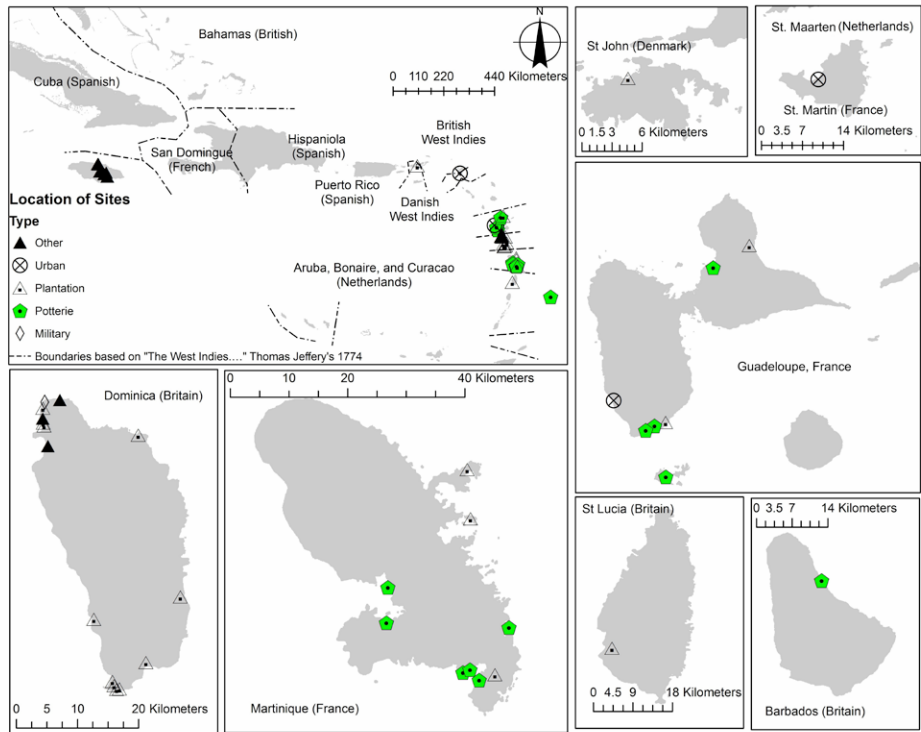 Bahamas (British)
N
Cuba (Spanish)
0 110 220 440 Kilometers
British
West Indies
Hispaniola
(Spanish)
San Domingue
(French)
Puerto Rico
(Spanish)
Danish
West Indies
Location of Sites
Type
Other
Urban
Plantation
Potterie
Military
Boundaries based on "The West Indies...." Thomas Jeffery's 1774
Aruba, Bonaire, and Curacao
(Netherlands)
St John (Denmark)
0 1.5 3 6 Kilometers
St. Maarten (Netherlands)
St. Martin (France)
0 3.5 7 14 Kilometers
Guadeloupe, France
Dominica (Britain)
0 5 10 20 Kilometers
0 10 20 40 Kilometers
Martinique (France)
St Lucia (Britain)
0 4.5 9 18 Kilometers
0 3.5 7 14 Kilometers
Barbados (Britain)